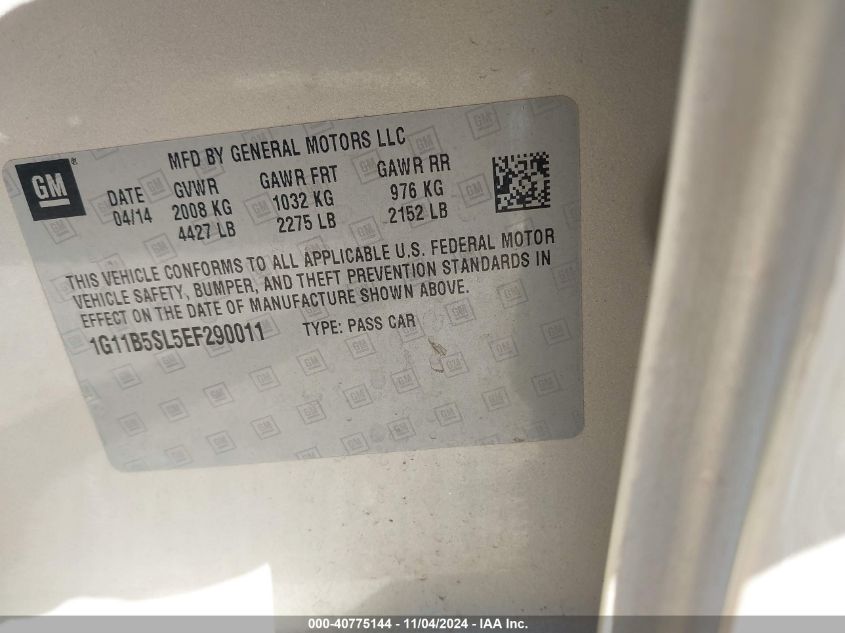 MFD BY GENERAL MOTORS LLC
GM ®
DATE GVWR GAWR FRT GAWR RR
04/14 2008 KG 1032 KG 976 KG
4427 LB 2275 LB 2152 LB
THIS VEHICLE CONFORMS TO ALL APPLICABLE U.S. FEDERAL MOTOR
VEHICLE SAFETY, BUMPER, AND THEFT PREVENTION STANDARDS IN
EFFECT ON THE DATE OF MANUFACTURE SHOWN ABOVE.
1G11B5SL5EF290011 TYPE: PASS CAR
000-40775144 - 11/04/2024 - IAA Inc.